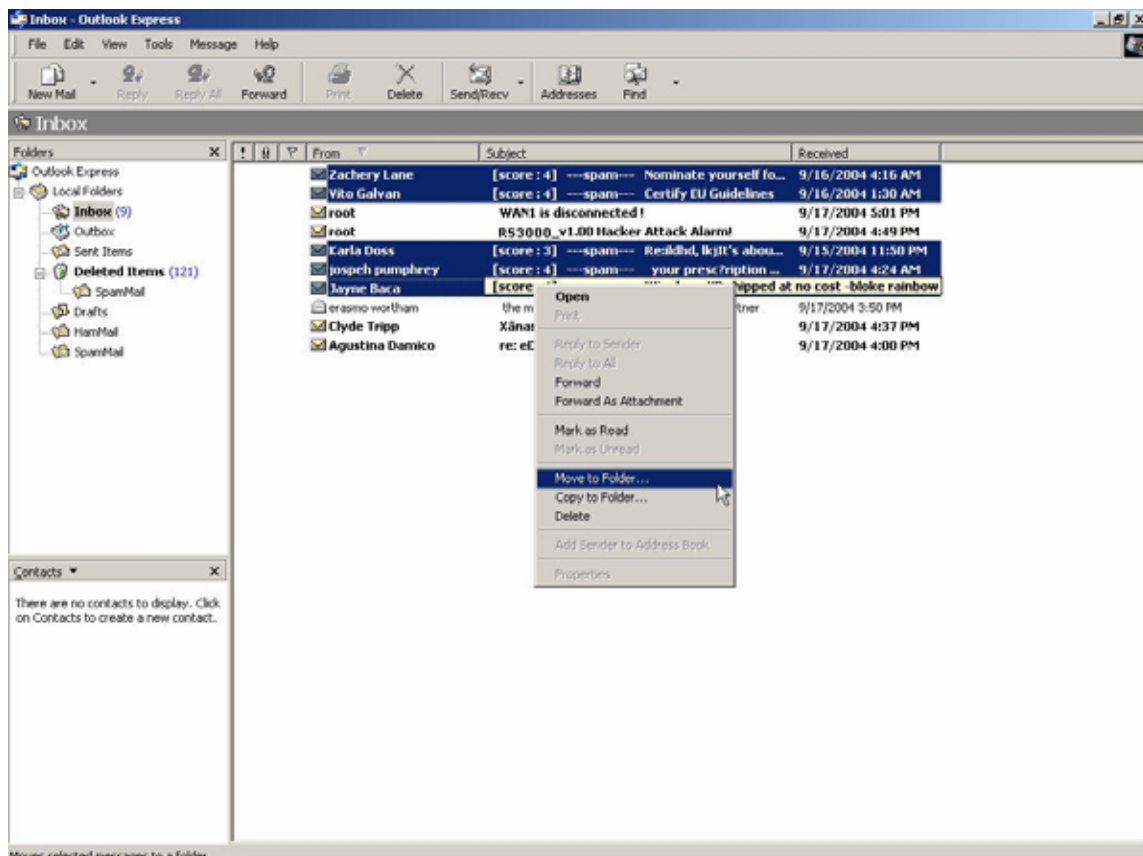 Inbox - Outlook Express
File Edit View Tools Message Help
New Mail Reply Reply All Forward Print Delete Send/Recv Addresses Find
Inbox
Folders
! From Subject Received
Outlook Express
Local Folders
Inbox (9)
Outbox
Sent Items
Deleted Items (121)
SpamMail
Drafts
HamMail
SpamMail
Zachery Lane [score : 4] ---spam--- Nominate yourself fo... 9/16/2004 4:16 AM
Vito Galvan [score : 4] ---spam--- Certify EU Guidelines 9/16/2004 1:30 AM
root WAN1 is disconnected ! 9/17/2004 5:01 PM
root RS3000_v1.00 Hacker Attack Alarm! 9/17/2004 4:49 PM
Karla Doss [score : 3] ---spam--- Re:ildhd, lkjIt's abou... 9/15/2004 11:50 PM
jospeh pumphrey [score : 4] ---spam--- your presc?ription ... 9/17/2004 4:24 AM
Jayne Baca [score hipped at no cost -bloke rainbow
erasmo wortham the m tner 9/17/2004 3:50 PM
Clyde Tripp Xãnax 9/17/2004 4:37 PM
Agustina Damico re: eD 9/17/2004 4:00 PM
Open
Print
Reply to Sender
Reply to All
Forward
Forward As Attachment
Mark as Read
Mark as Unread
Move to Folder...
Copy to Folder...
Delete
Add Sender to Address Book
Properties
Contacts
There are no contacts to display. Click
on Contacts to create a new contact.
Moves selected messages to a folder